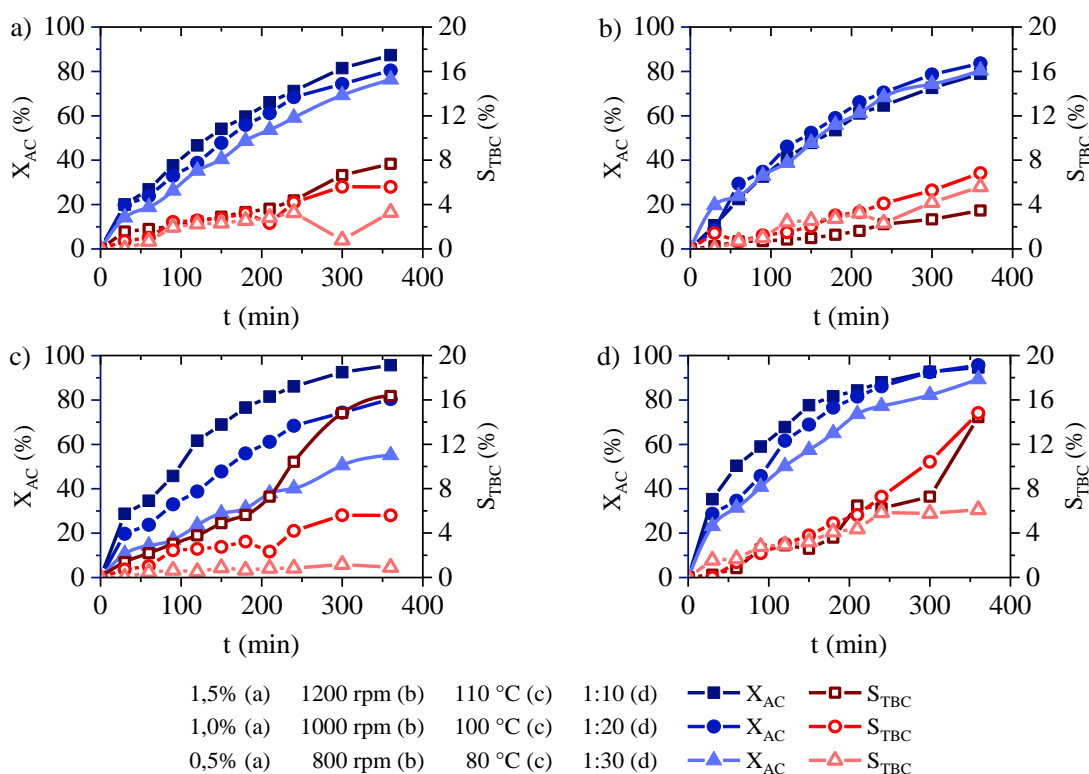 a)
100
80
60
40
20
0
X_AC (%)
20
16
12
8
4
0
S_TBC (%)
0 100 200 300 400
t (min)
b)
100
80
60
40
20
0
X_AC (%)
20
16
12
8
4
0
S_TBC (%)
0 100 200 300 400
t (min)
c)
100
80
60
40
20
0
X_AC (%)
20
16
12
8
4
0
S_TBC (%)
0 100 200 300 400
t (min)
d)
100
80
60
40
20
0
X_AC (%)
20
16
12
8
4
0
S_TBC (%)
0 100 200 300 400
t (min)
1,5% (a) 1200 rpm (b) 110 °C (c) 1:10 (d) X_AC S_TBC
1,0% (a) 1000 rpm (b) 100 °C (c) 1:20 (d) X_AC S_TBC
0,5% (a) 800 rpm (b) 80 °C (c) 1:30 (d) X_AC S_TBC